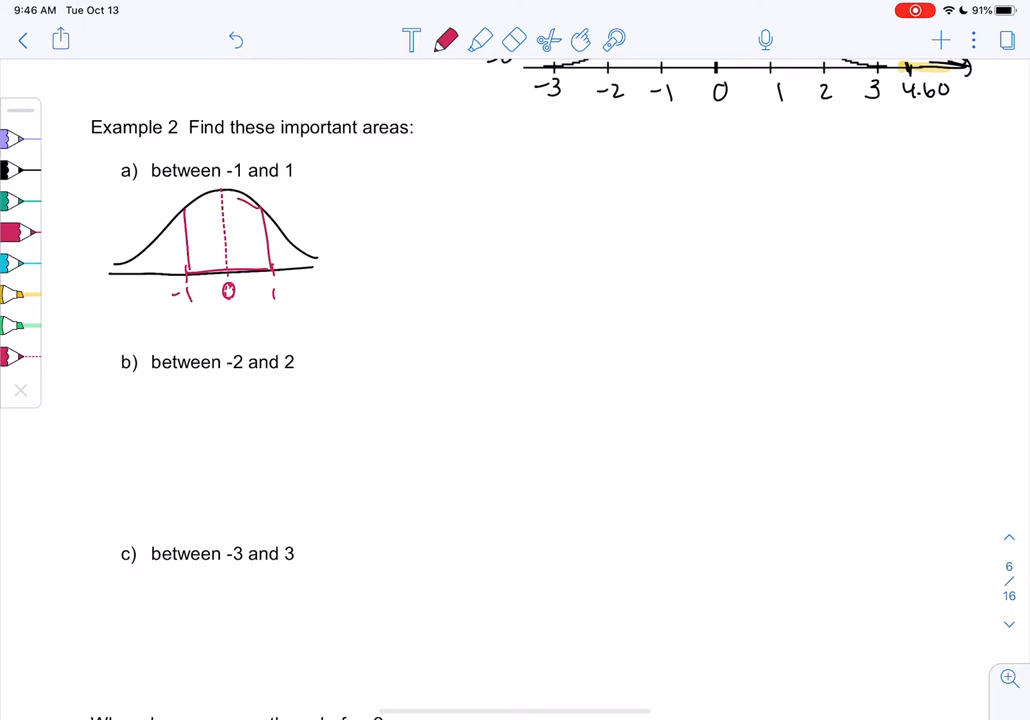 9:46 AM Tue Oct 13 91%
T
-3 -2 -1 0 1 2 3 4.60
Example 2 Find these important areas:
a) between -1 and 1
-1 0 1
b) between -2 and 2
c) between -3 and 3
6
/
16